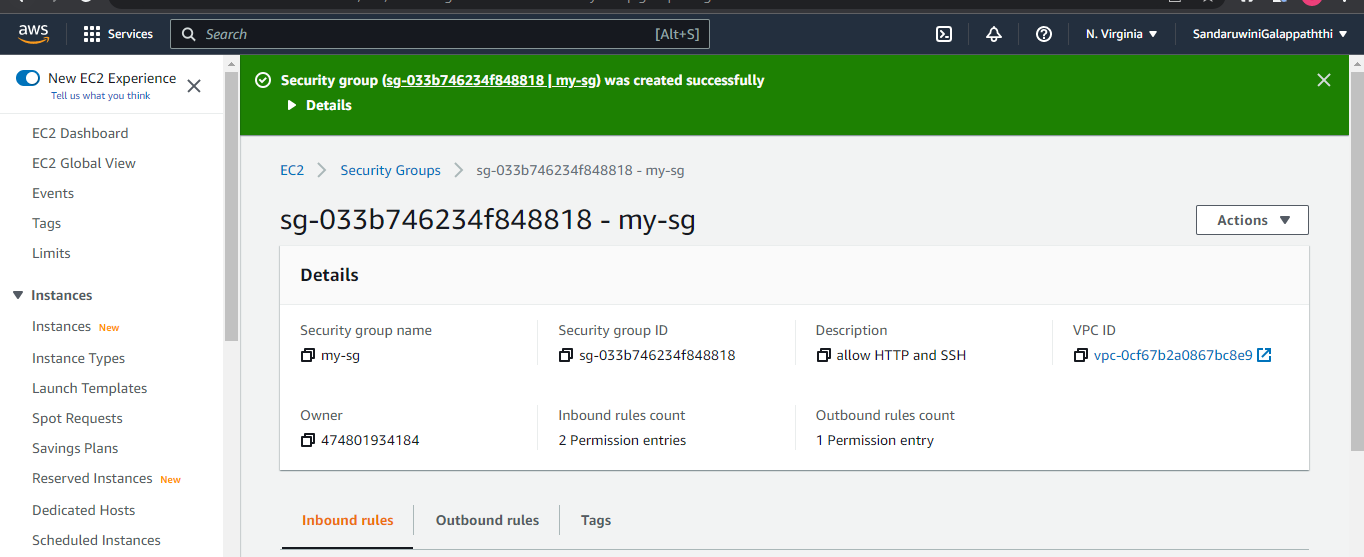 aws
Services
Search
[Alt+S]
N. Virginia
SandaruwiniGalappaththi
New EC2 Experience
Tell us what you think
EC2 Dashboard
EC2 Global View
Events
Tags
Limits
Instances
Instances New
Instance Types
Launch Templates
Spot Requests
Savings Plans
Reserved Instances New
Dedicated Hosts
Scheduled Instances
Security group (sg-033b746234f848818 | my-sg) was created successfully
Details
EC2 > Security Groups > sg-033b746234f848818 - my-sg
sg-033b746234f848818 - my-sg
Actions
Details
Security group name
my-sg
Security group ID
sg-033b746234f848818
Description
allow HTTP and SSH
VPC ID
vpc-0cf67b2a0867bc8e9
Owner
474801934184
Inbound rules count
2 Permission entries
Outbound rules count
1 Permission entry
Inbound rules
Outbound rules
Tags